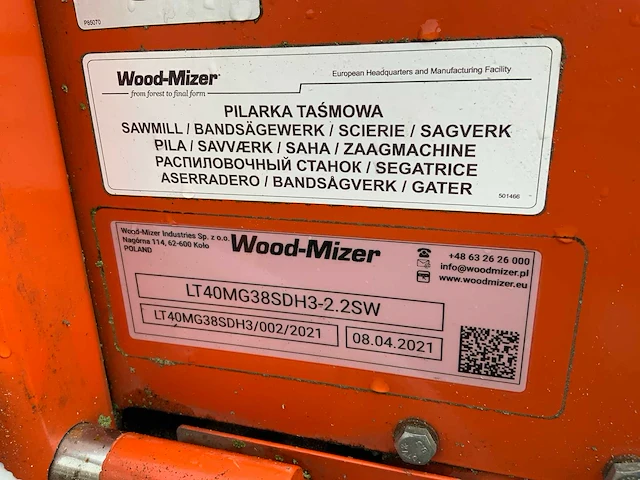 P85070
Wood-Mizer
from forest to final form
European Headquarters and Manufacturing Facility
PILARKA TAŚMOWA
SAWMILL / BANDSÄGEWERK / SCIERIE / SAGVERK
PILA / SAVVÆRK / SAHA / ZAAGMACHINE
РАСПИЛОВОЧНЫЙ СТАНОК / SEGATRICE
ASERRADERO / BANDSÅGVERK / GATER
501466
Wood-Mizer Industries Sp. z o.o.
Nagórna 114, 62-600 Koło
POLAND
Wood-Mizer
+48 63 26 26 000
info@woodmizer.pl
www.woodmizer.eu
LT40MG38SDH3-2.2SW
LT40MG38SDH3/002/2021
08.04.2021